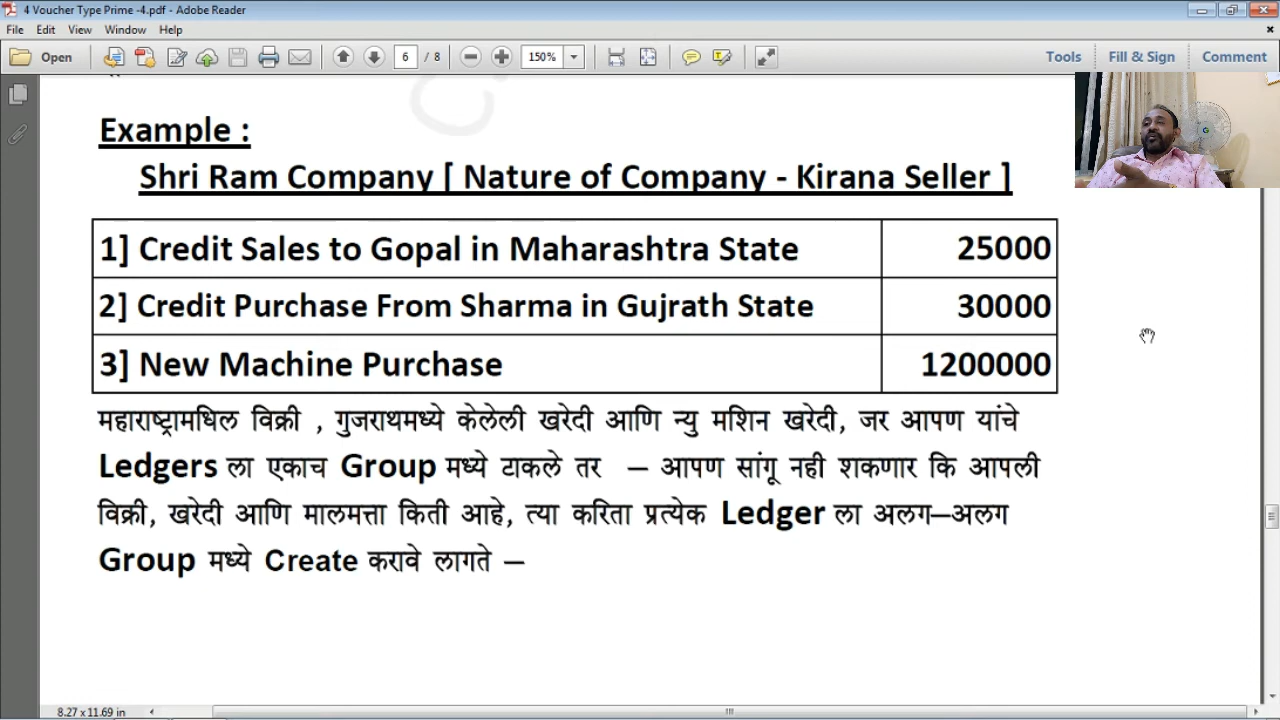 4 Voucher Type Prime -4.pdf - Adobe Reader
File Edit View Window Help
Open 6 / 8 150% Tools Fill & Sign Comment
Example :
Shri Ram Company [ Nature of Company - Kirana Seller ]
1] Credit Sales to Gopal in Maharashtra State 25000
2] Credit Purchase From Sharma in Gujrath State 30000
3] New Machine Purchase 1200000
महाराष्ट्रामधिल विक्री , गुजराथमध्ये केलेली खरेदी आणि न्यु मशिन खरेदी, जर आपण यांचे
Ledgers ला एकाच Group मध्ये टाकले तर – आपण सांगू नही शकणार कि आपली
विक्री, खरेदी आणि मालमत्ता किती आहे, त्या करिता प्रत्येक Ledger ला अलग–अलग
Group मध्ये Create करावे लागते –
8.27 x 11.69 in